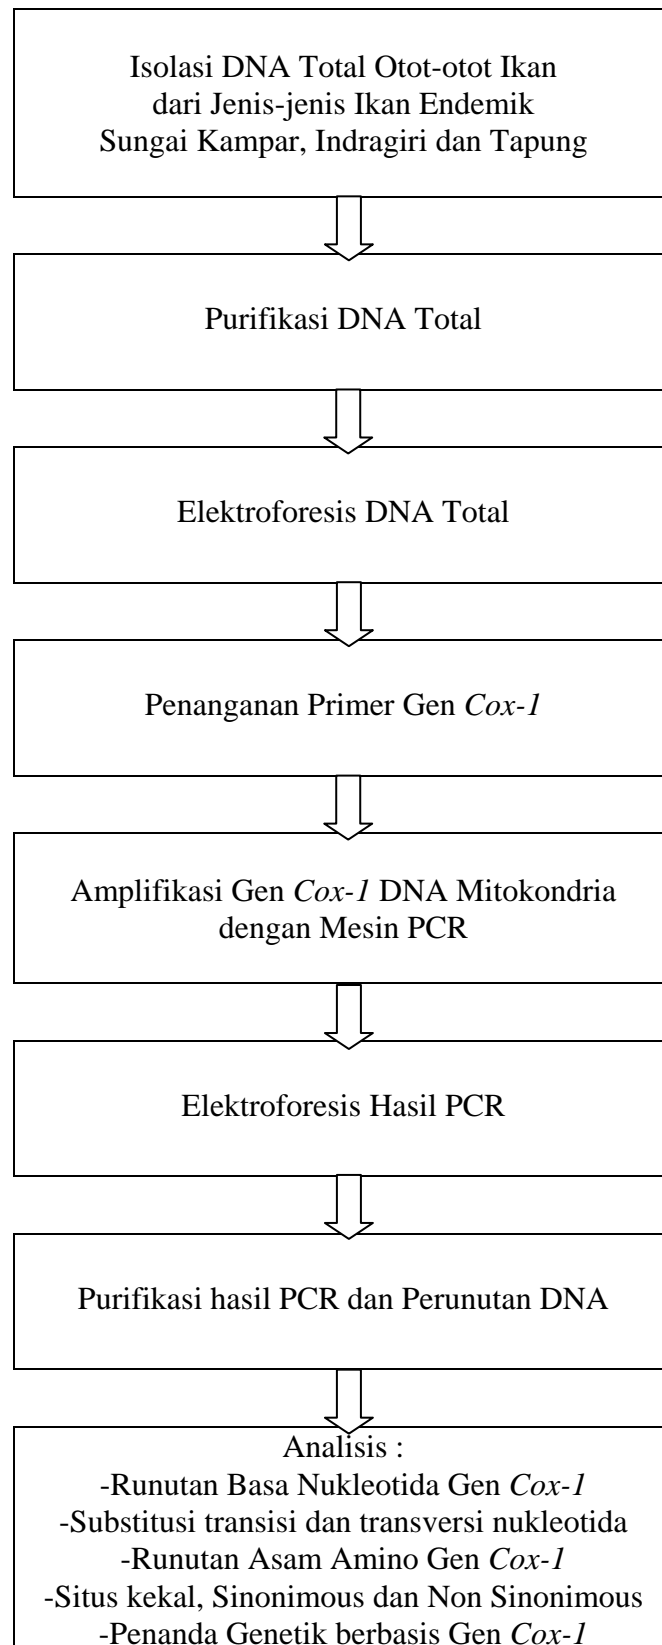 Isolasi DNA Total Otot-otot Ikan
dari Jenis-jenis Ikan Endemik
Sungai Kampar, Indragiri dan Tapung
Purifikasi DNA Total
Elektroforesis DNA Total
Penanganan Primer Gen Cox-1
Amplifikasi Gen Cox-1 DNA Mitokondria
dengan Mesin PCR
Elektroforesis Hasil PCR
Purifikasi hasil PCR dan Perunutan DNA
Analisis :
-Runutan Basa Nukleotida Gen Cox-1
-Substitusi transisi dan transversi nukleotida
-Runutan Asam Amino Gen Cox-1
-Situs kekal, Sinonimous dan Non Sinonimous
-Penanda Genetik berbasis Gen Cox-1